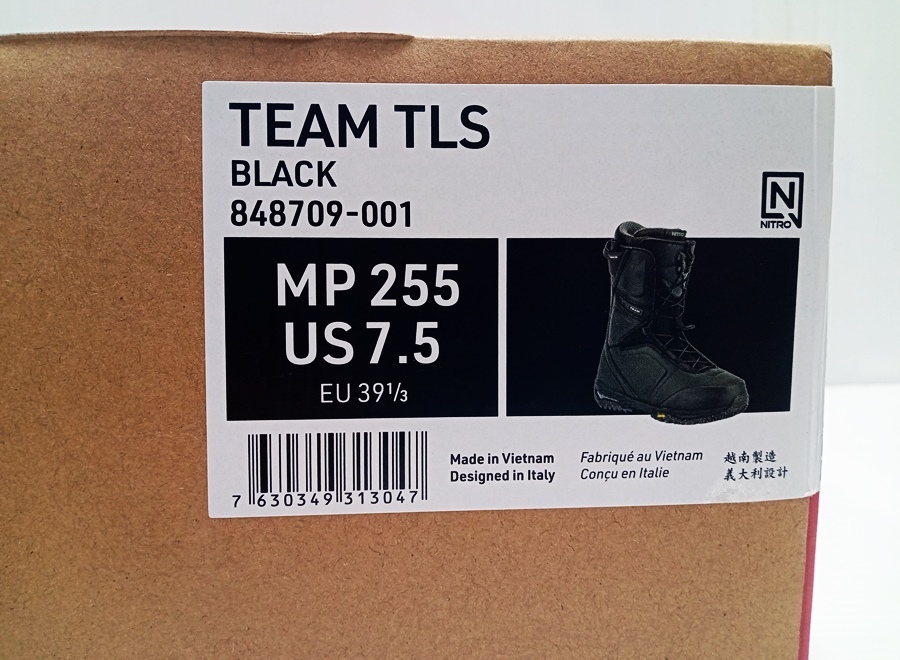 TEAM TLS
BLACK
848709-001
NITRO
MP 255
US 7.5
EU 39⅓
7 630349 313047
Made in Vietnam
Designed in Italy
Fabriqué au Vietnam
Conçu en Italie
越南製造
義大利設計